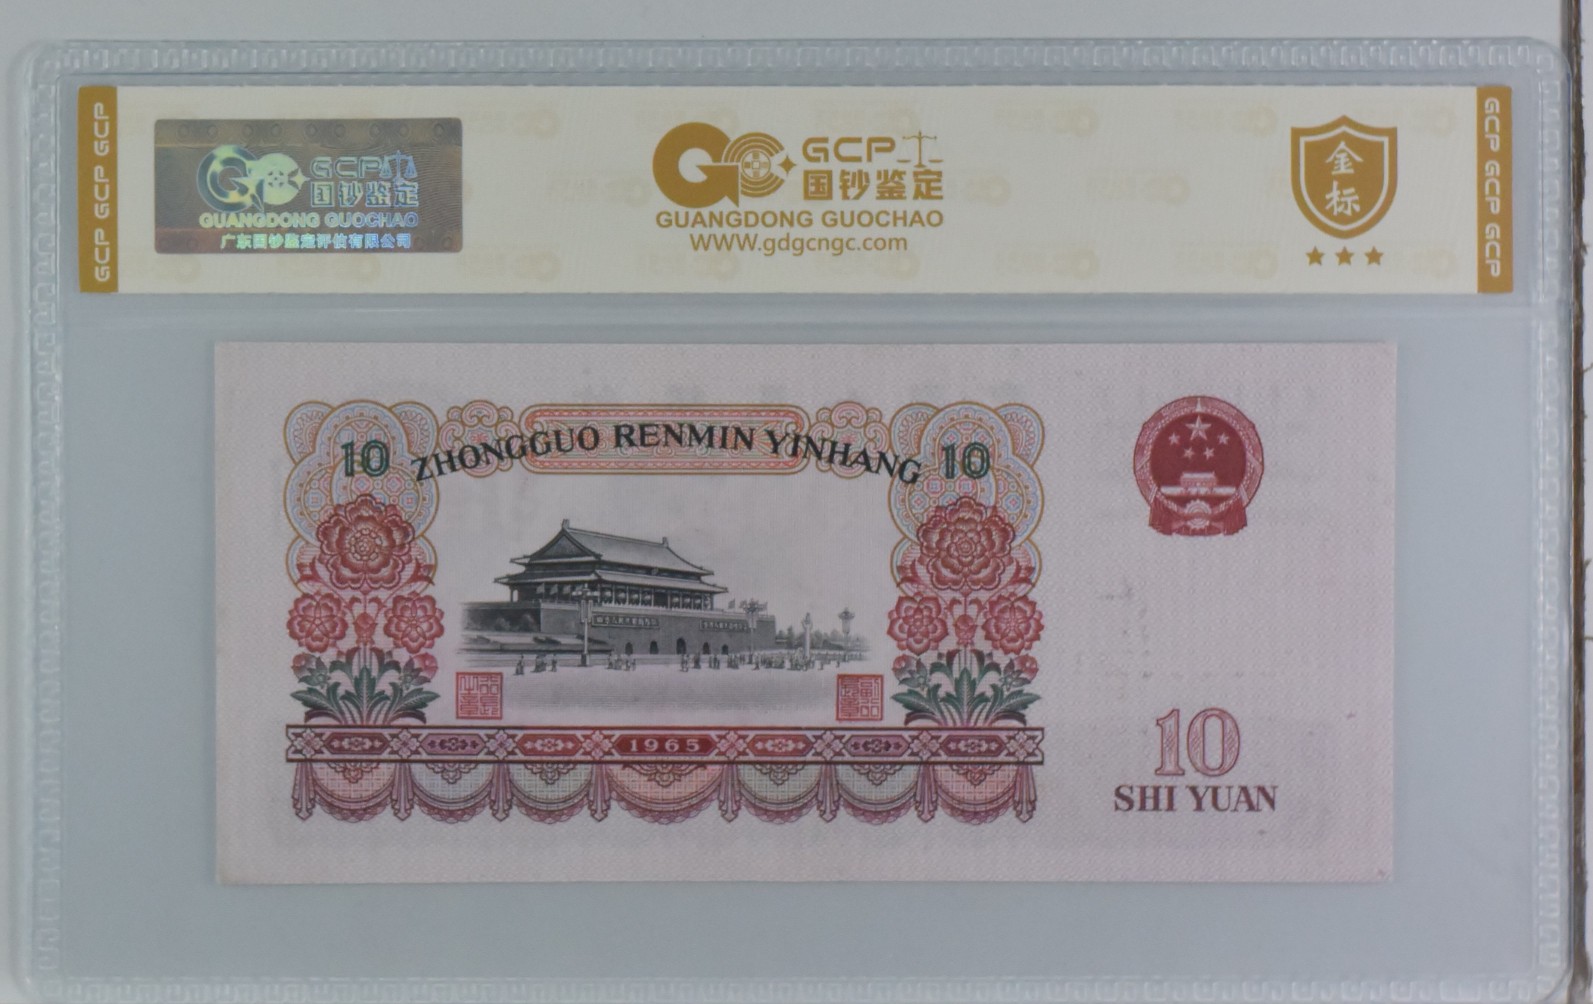 GCP GCP GCP
GCP
国钞鉴定
GUANGDONG GUOCHAO
广东国钞鉴定评估有限公司
GCP
国钞鉴定
GUANGDONG GUOCHAO
WWW.gdgcngc.com
金标
GCP GCP GCP
10 ZHONGGUO RENMIN YINHANG 10
1965
10
SHI YUAN